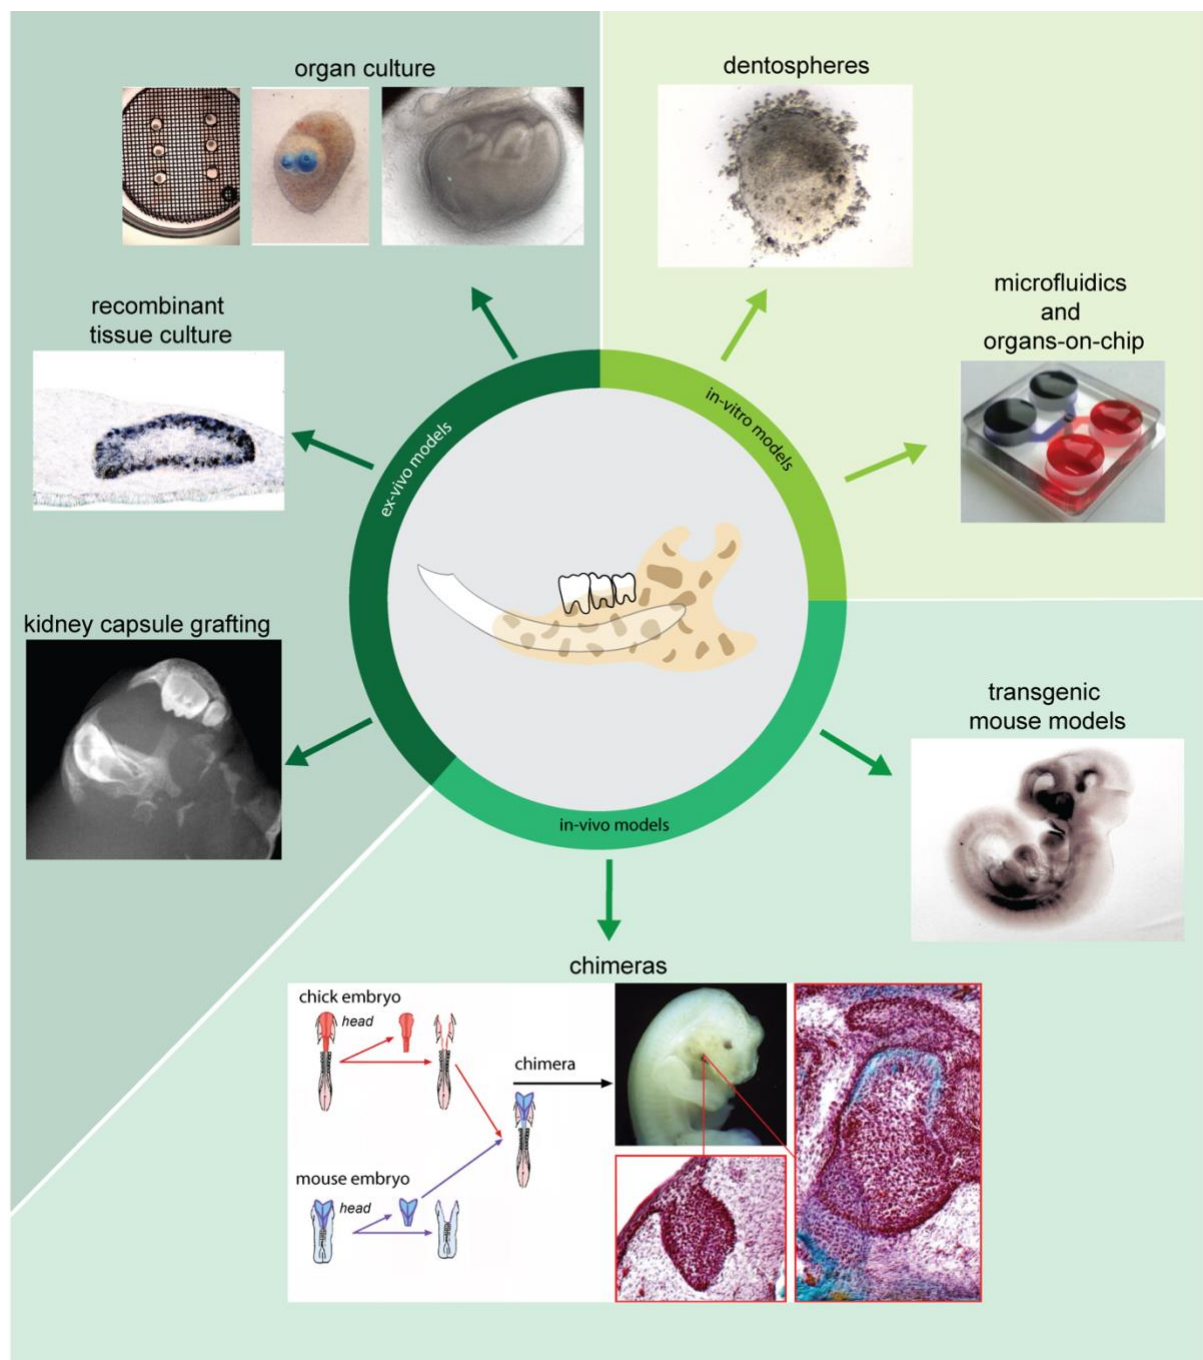 organ culture
dentospheres
microfluidics
and
organs-on-chip
recombinant
tissue culture
ex-vivo models
in-vitro models
kidney capsule grafting
transgenic
mouse models
in-vivo models
chimeras
chick embryo
head
chimera
mouse embryo
head